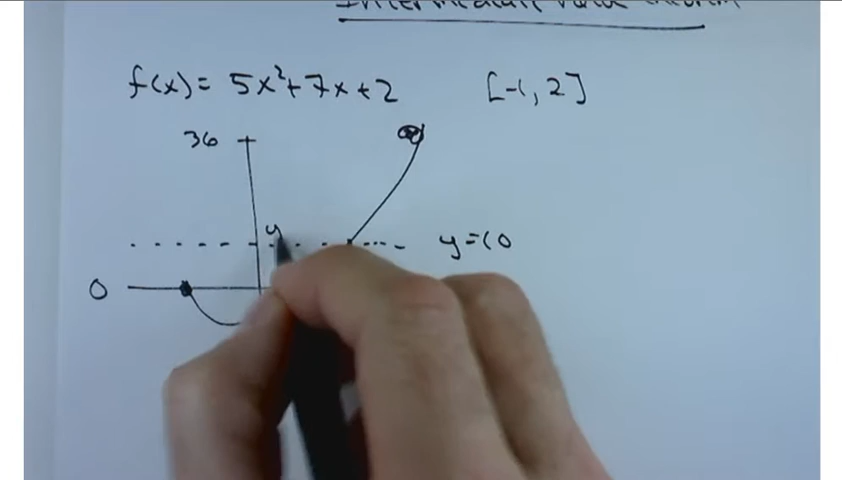 f(x) = 5x²+7x+2 [-1, 2]
36
y
y=10
0